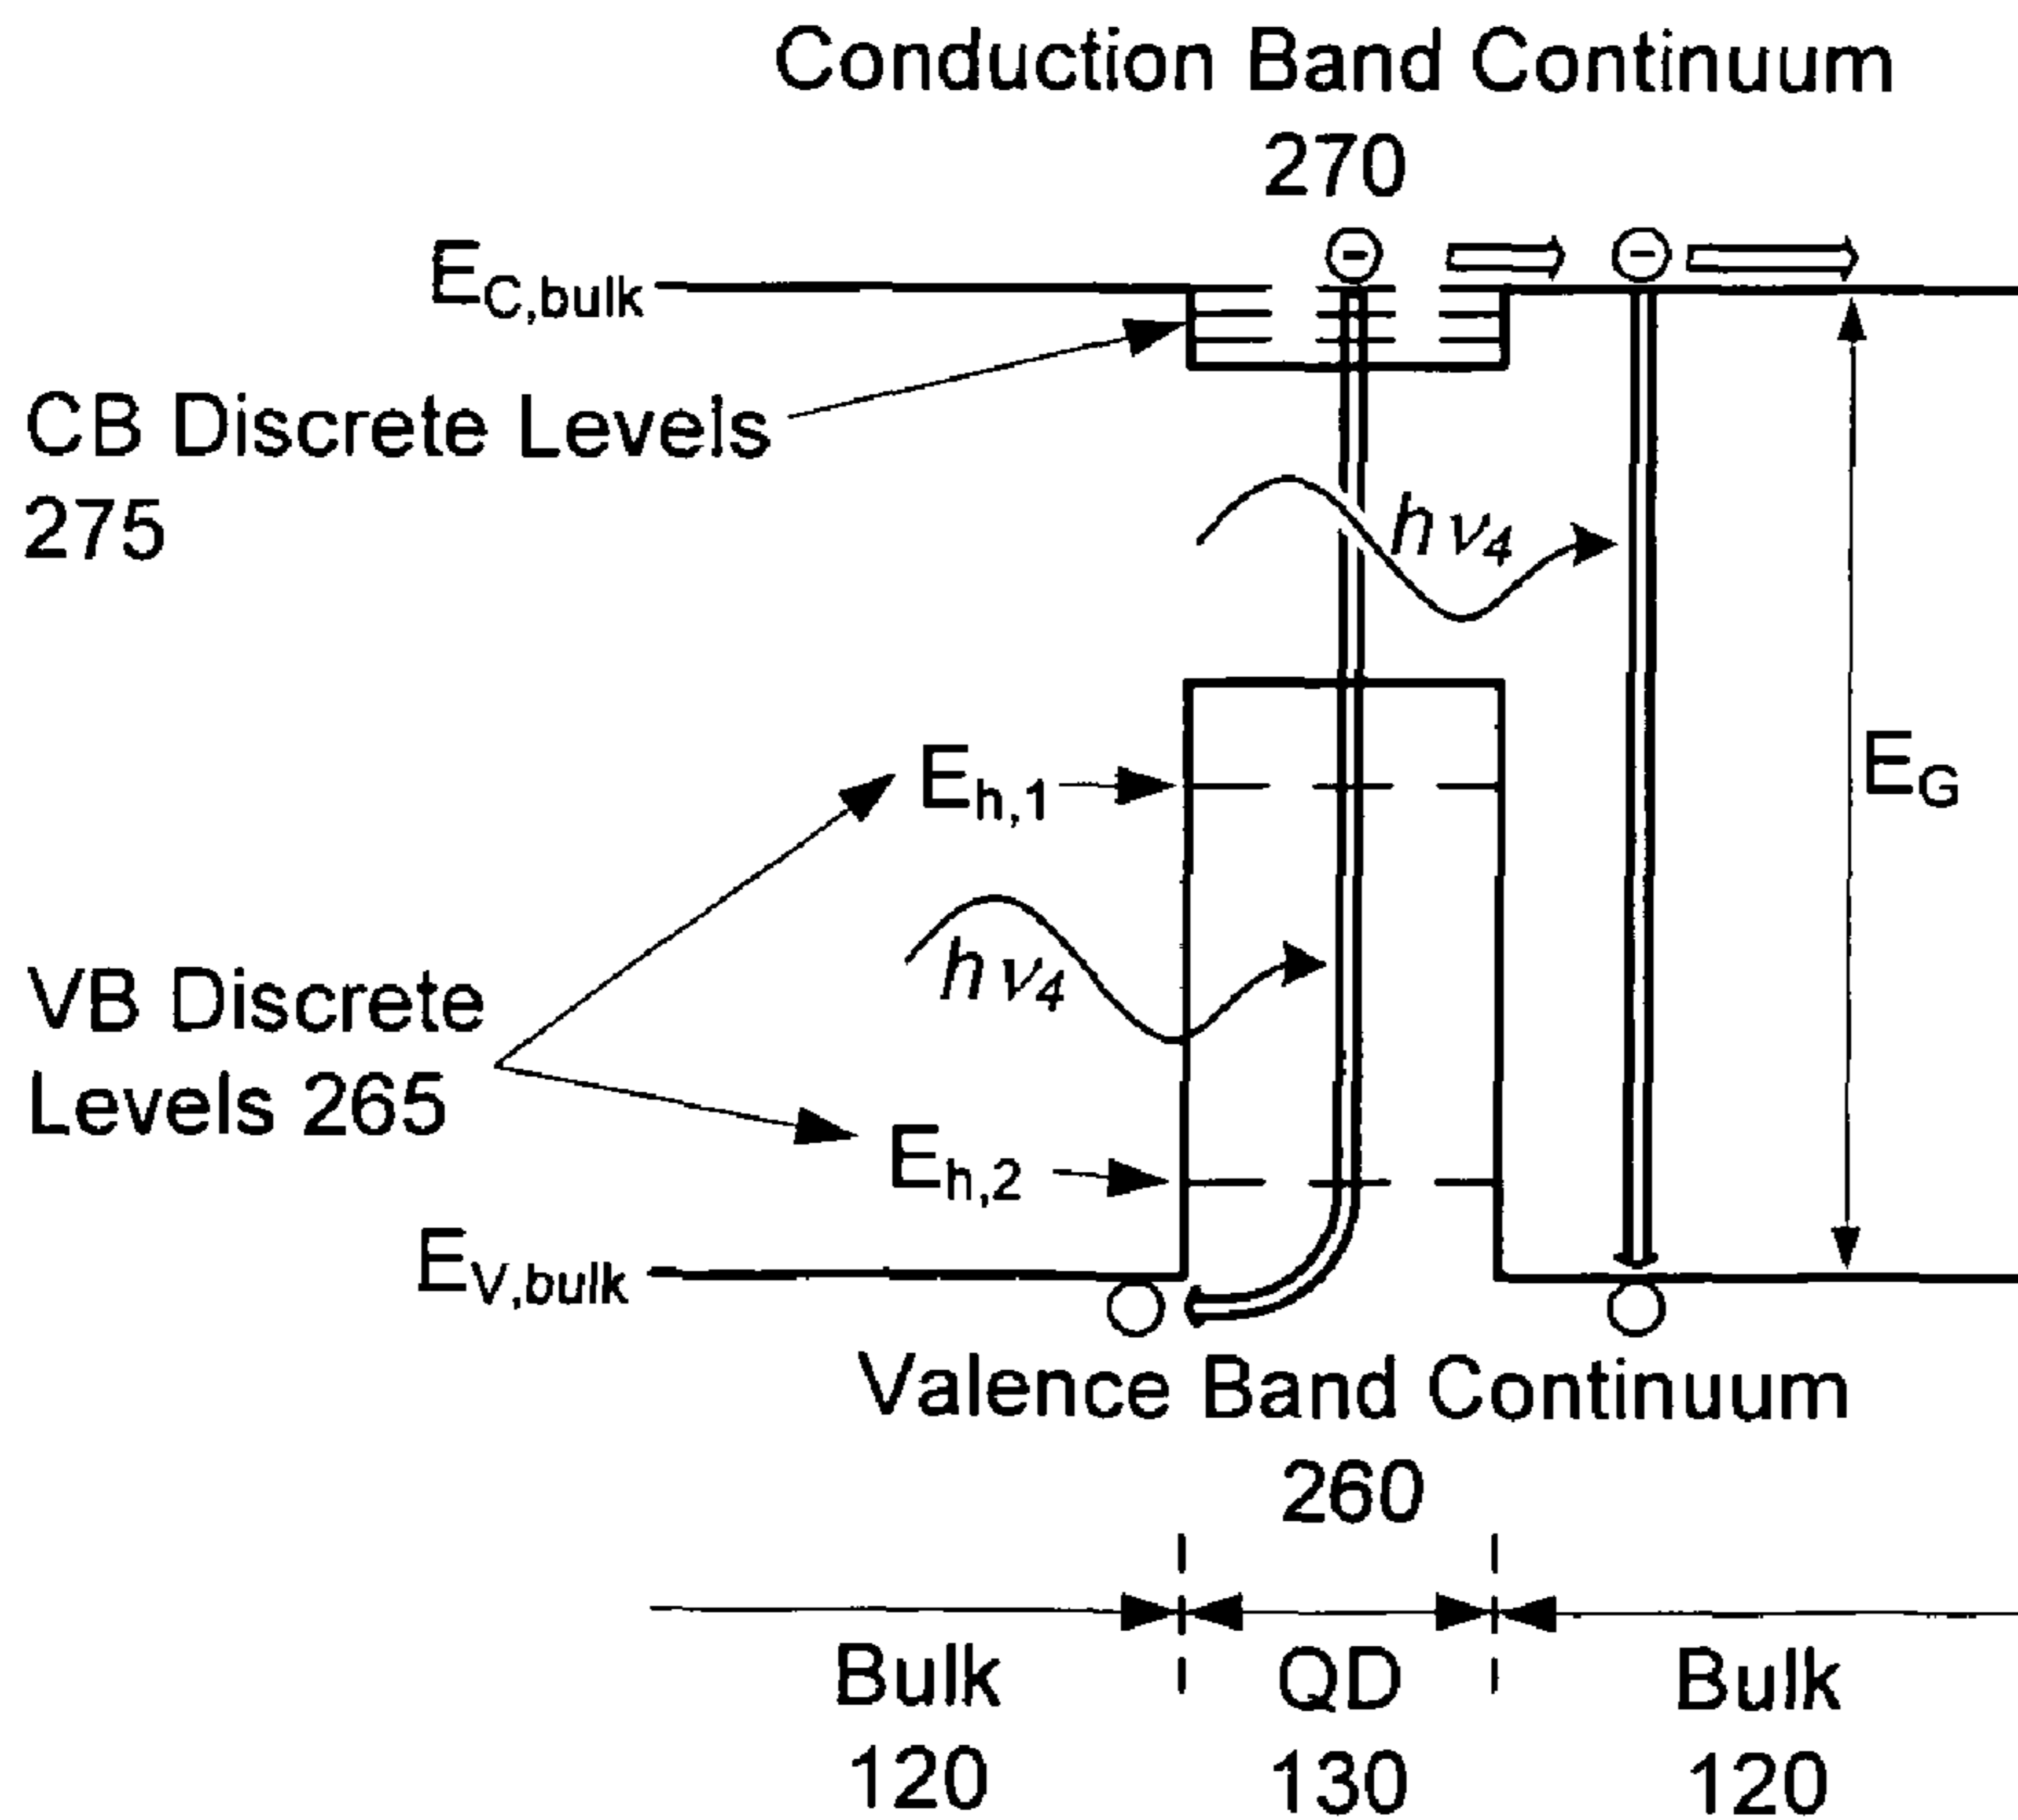 Conduction Band Continuum
270
E_C,bulk
CB Discrete Levels
275
hν₄
E_h,1
E_G
hν₄
VB Discrete
Levels 265
E_h,2
E_V,bulk
Valence Band Continuum
260
Bulk QD Bulk
120 130 120